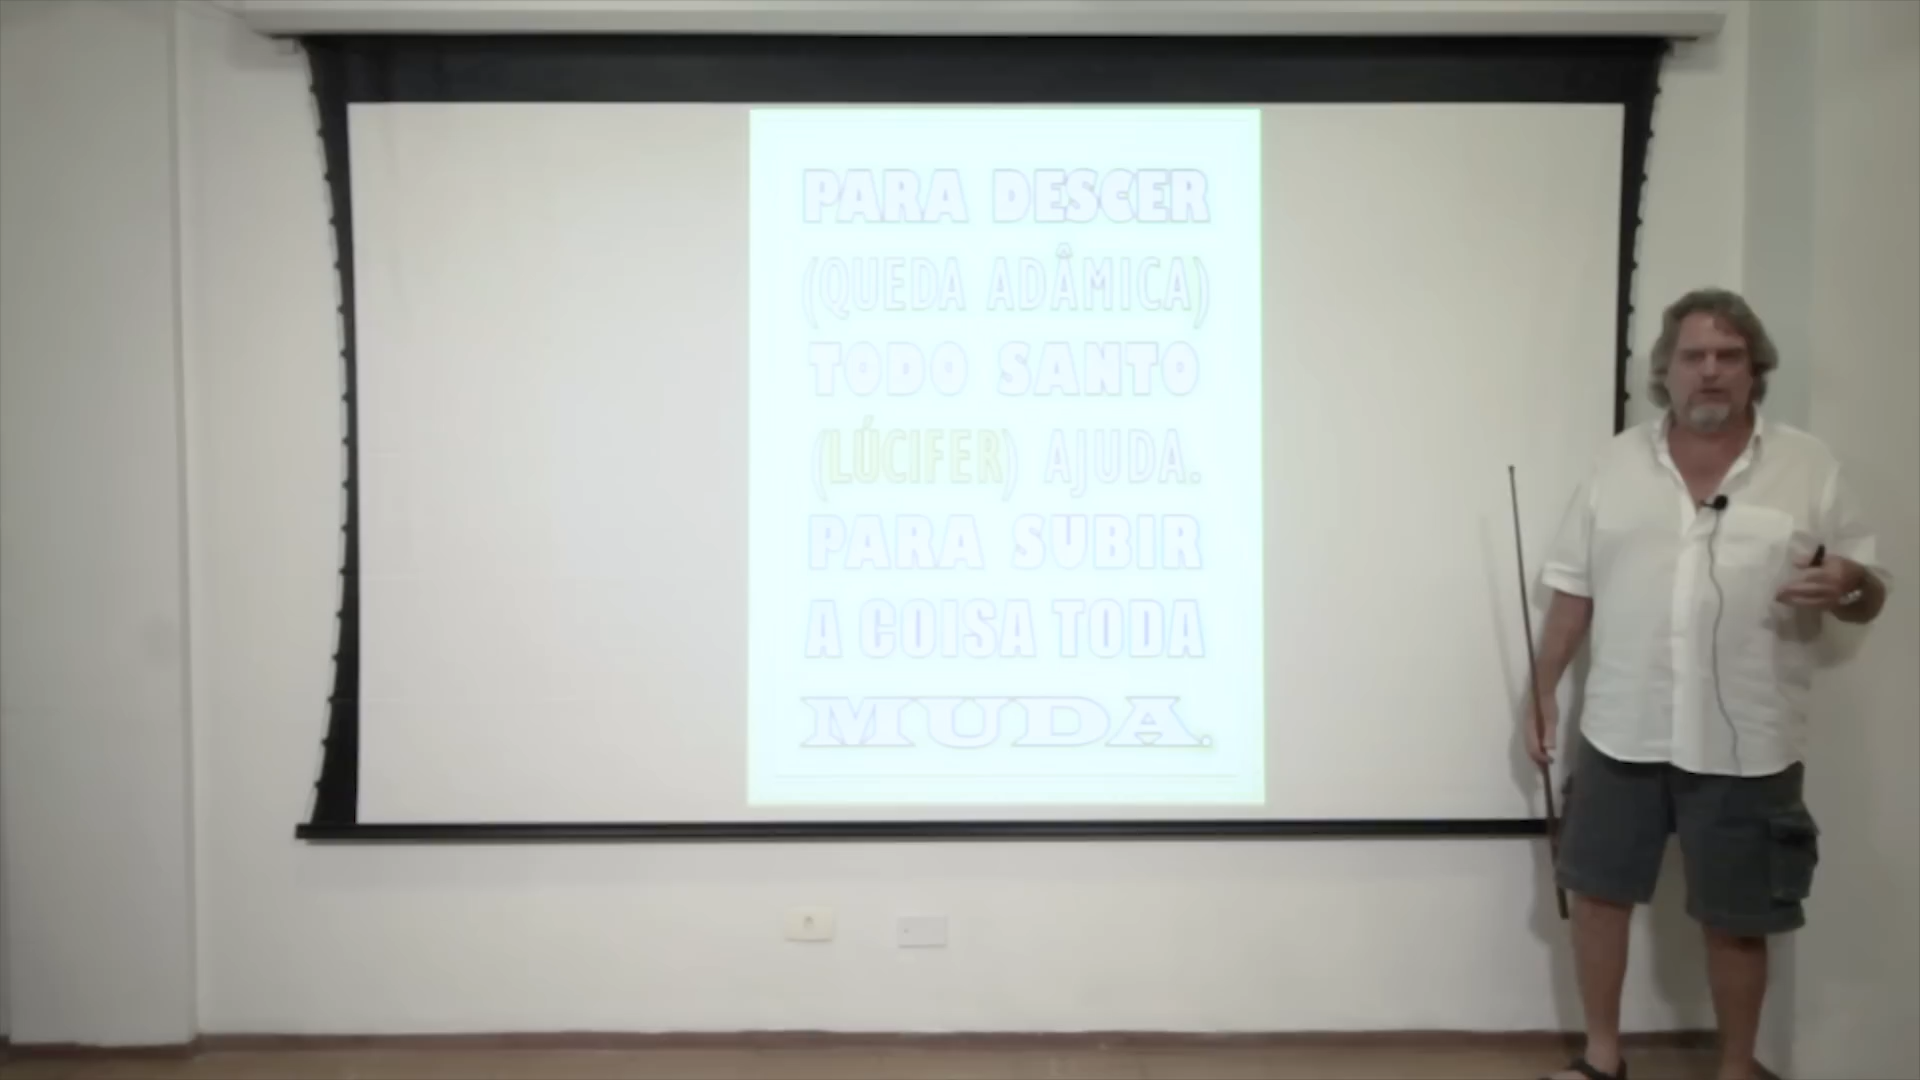 PARA DESCER
(QUEDA ADÂMICA)
TODO SANTO
(LÚCIFER) AJUDA.
PARA SUBIR
A COISA TODA
MUDA.